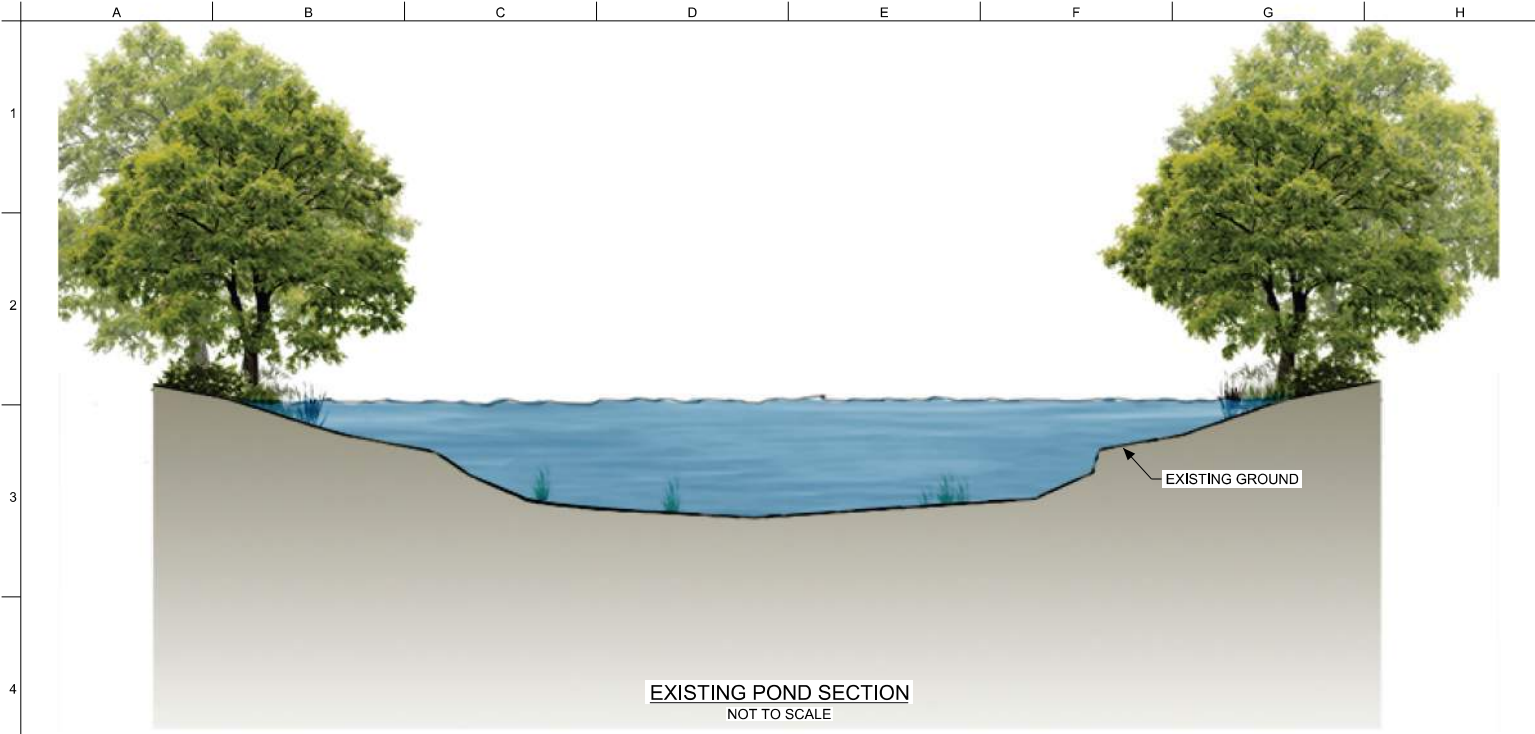 A B C D E F G H
1
2
EXISTING GROUND
3
EXISTING POND SECTION
4
NOT TO SCALE